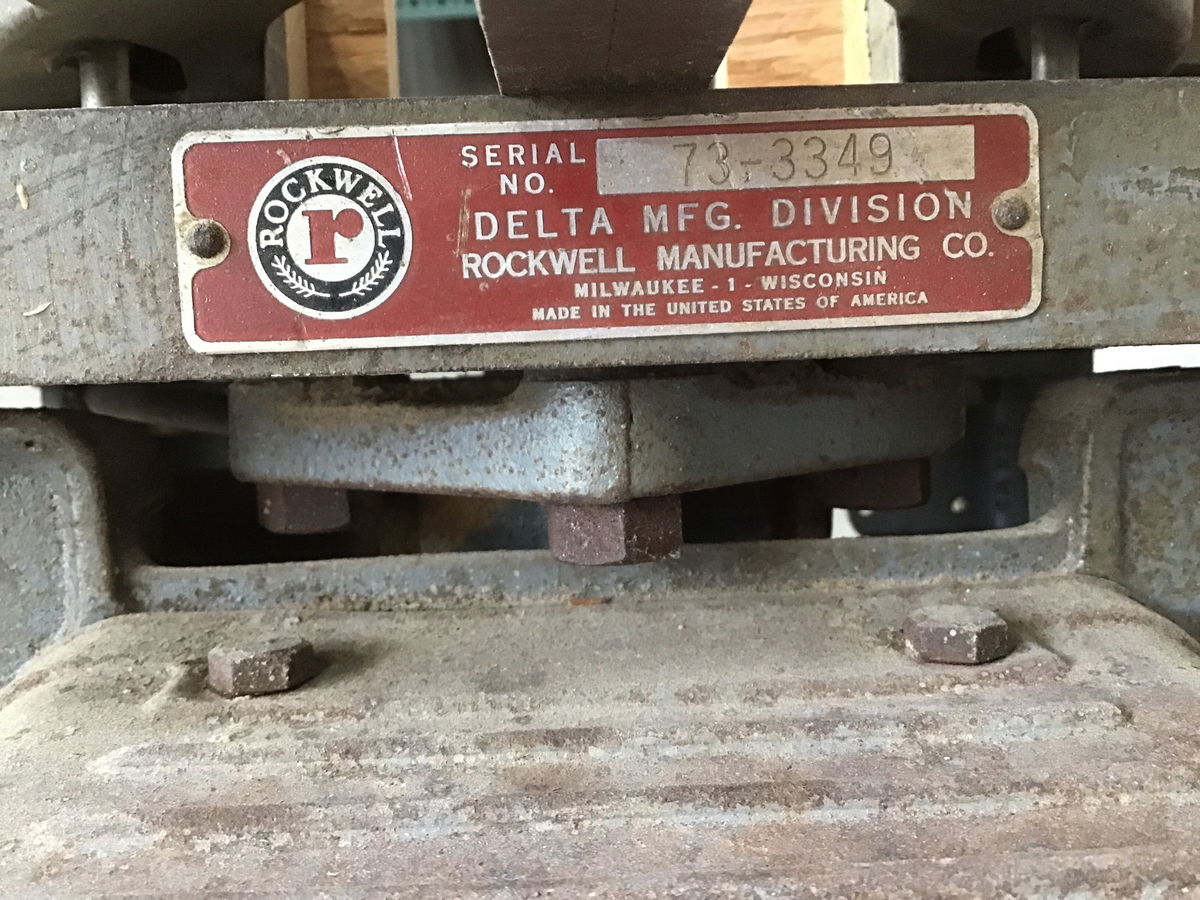 ROCKWELL
r
SERIAL NO. 73-3349
DELTA MFG. DIVISION
ROCKWELL MANUFACTURING CO.
MILWAUKEE - 1 - WISCONSIN
MADE IN THE UNITED STATES OF AMERICA